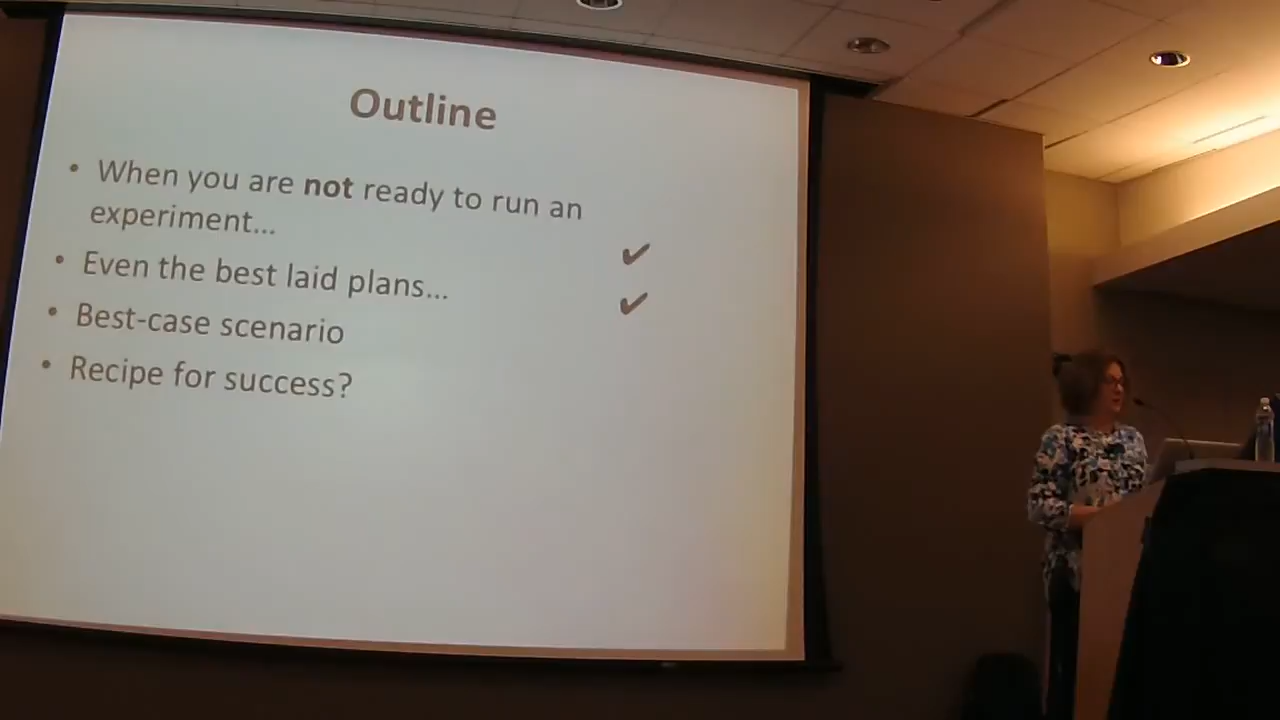 Outline
• When you are not ready to run an
experiment...
✔
• Even the best laid plans...
✔
• Best-case scenario
• Recipe for success?